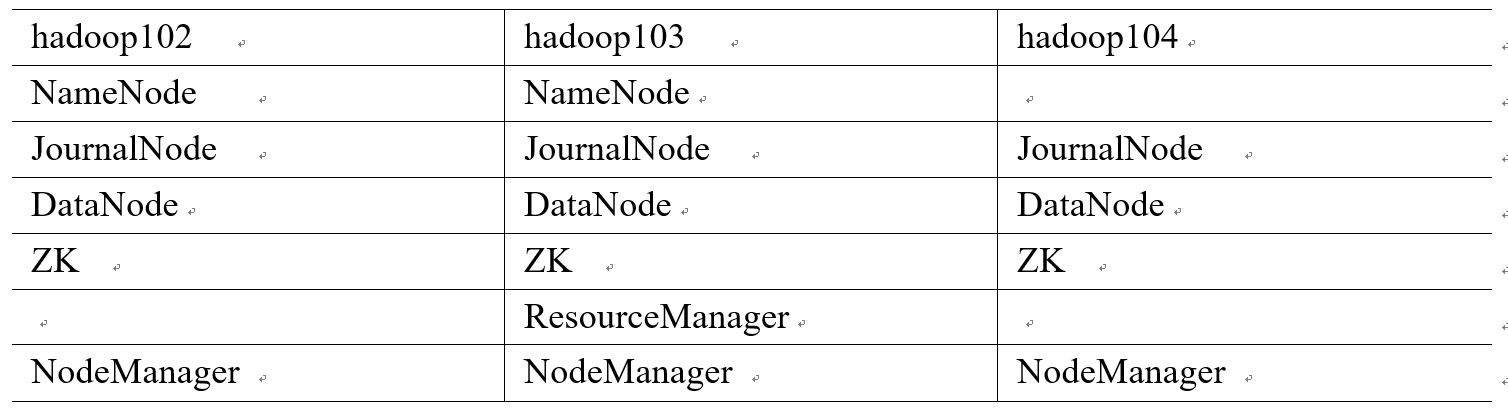 hadoop102 hadoop103 hadoop104
NameNode NameNode
JournalNode JournalNode JournalNode
DataNode DataNode DataNode
ZK ZK ZK
ResourceManager
NodeManager NodeManager NodeManager